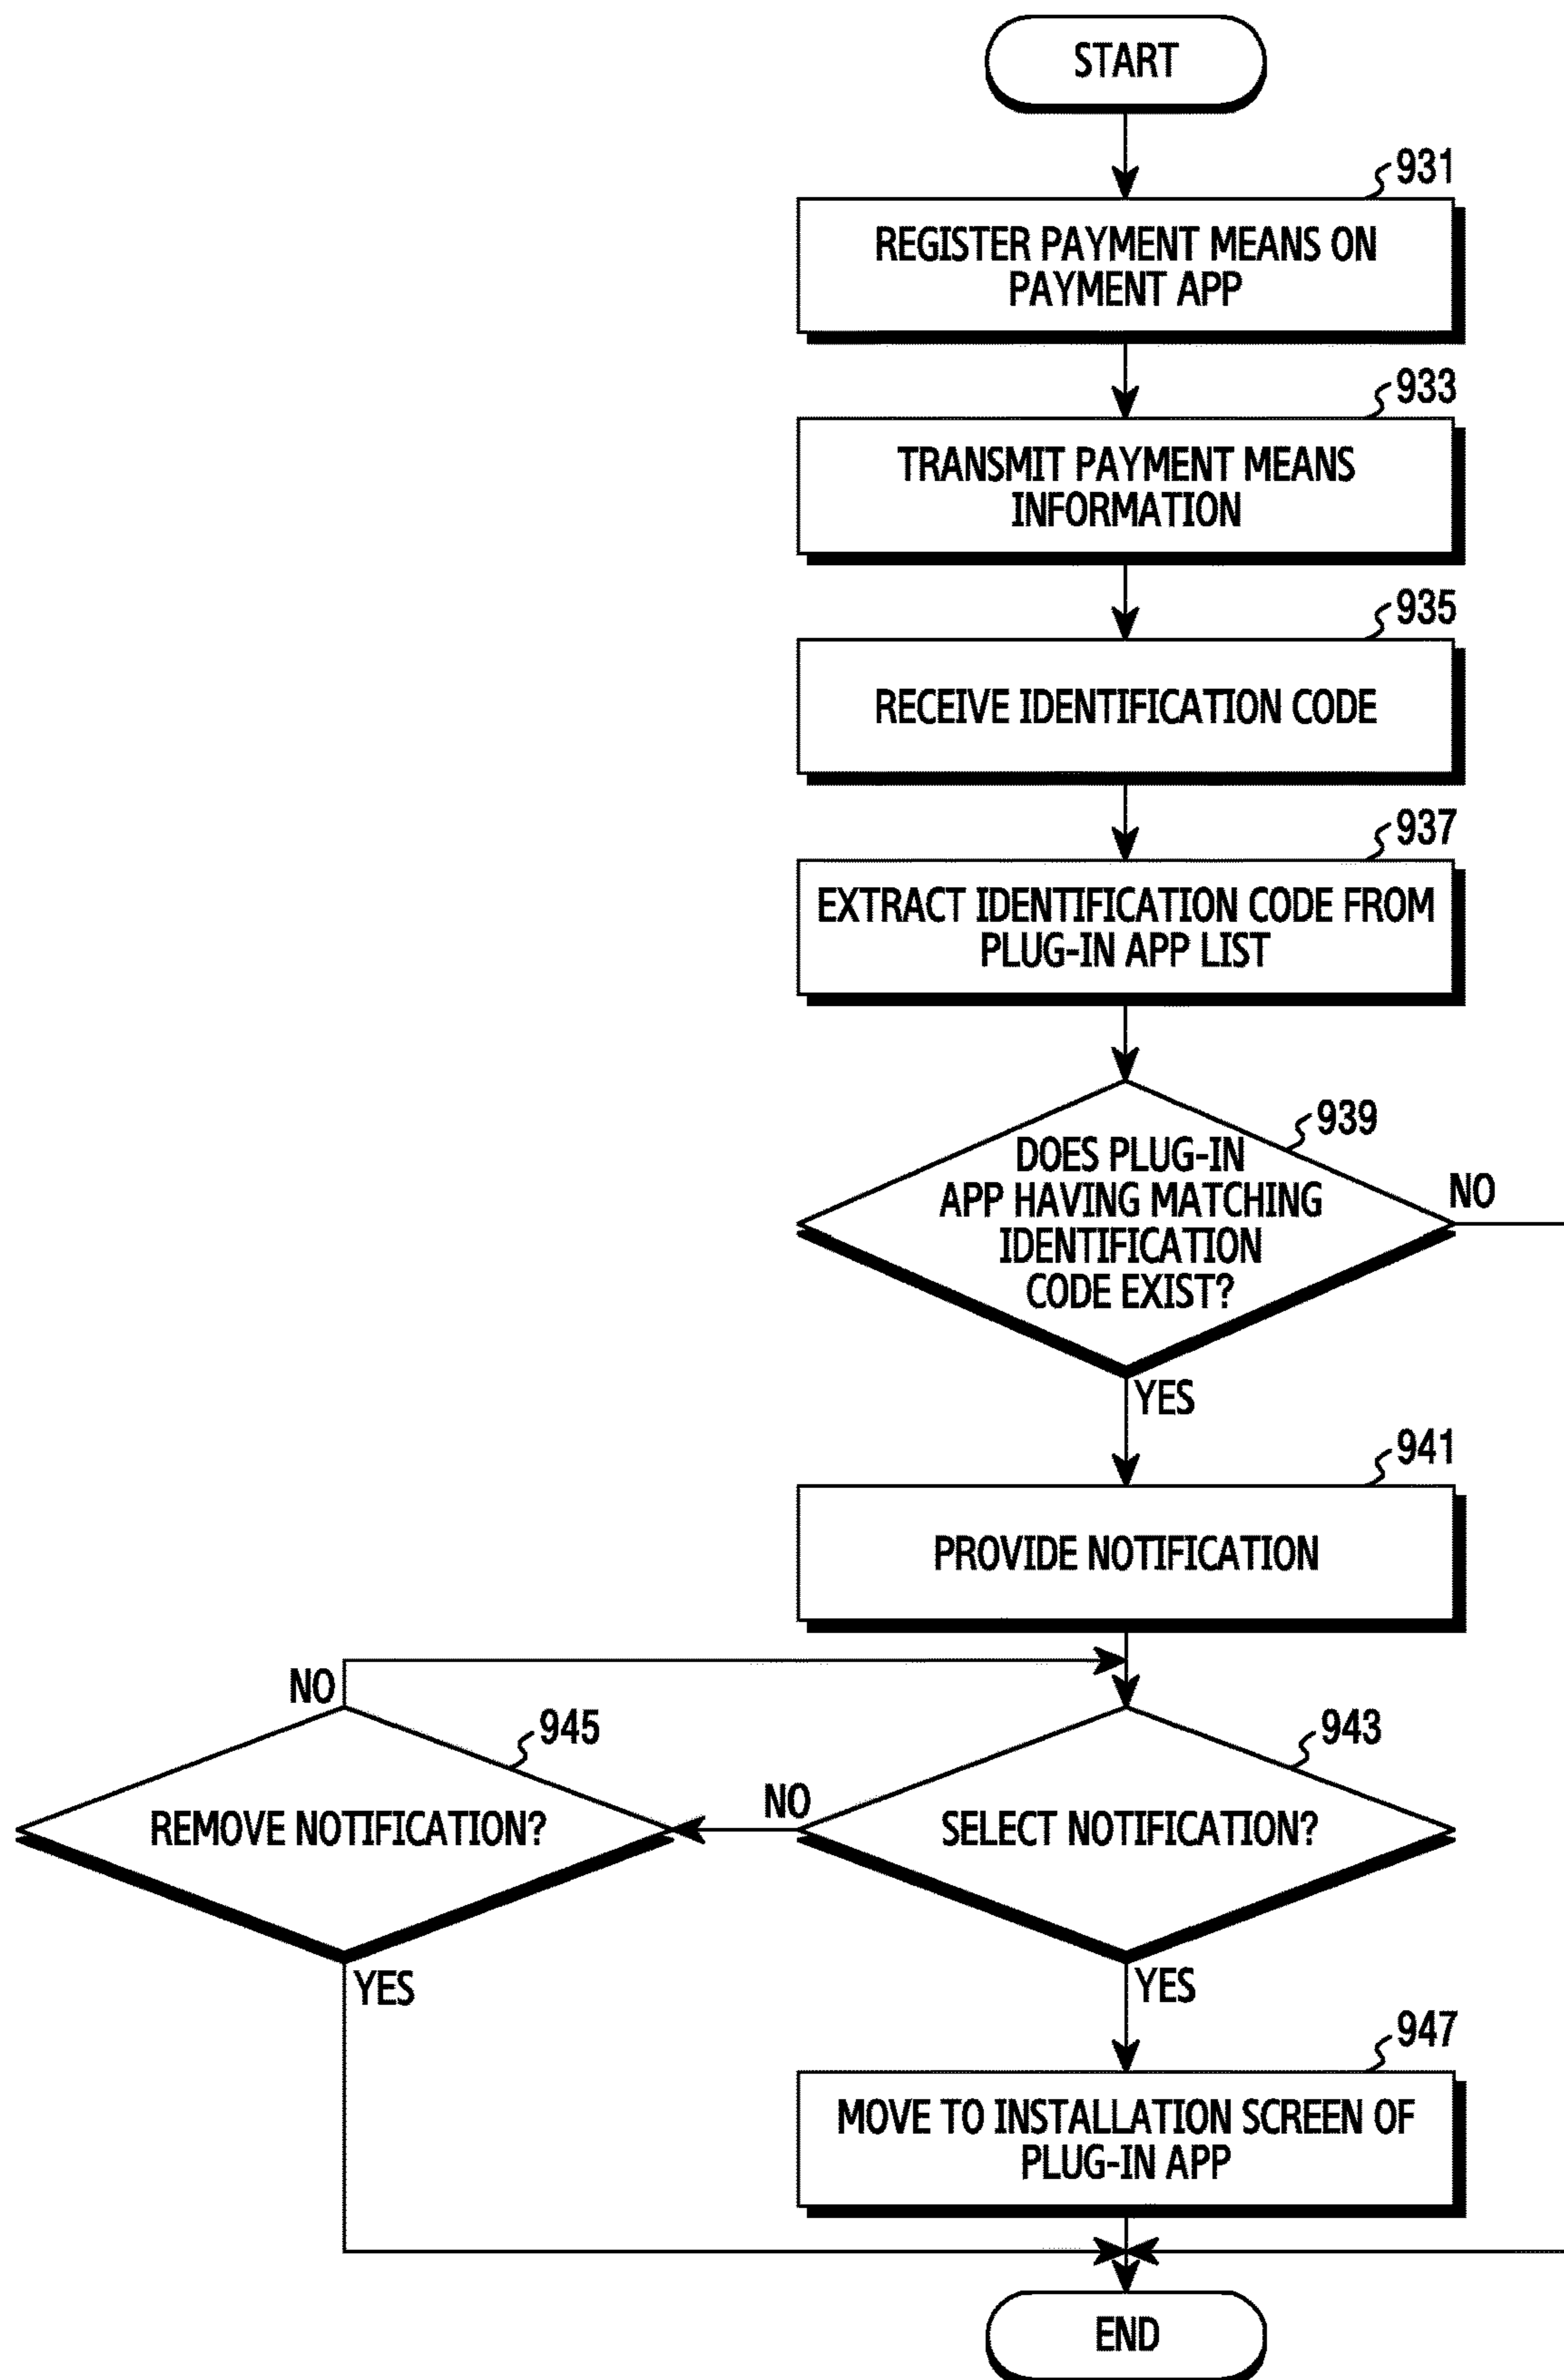 START
931
REGISTER PAYMENT MEANS ON
PAYMENT APP
933
TRANSMIT PAYMENT MEANS
INFORMATION
935
RECEIVE IDENTIFICATION CODE
937
EXTRACT IDENTIFICATION CODE FROM
PLUG-IN APP LIST
939
DOES PLUG-IN
APP HAVING MATCHING
IDENTIFICATION
CODE EXIST?
NO
YES
941
PROVIDE NOTIFICATION
NO
945
943
REMOVE NOTIFICATION?
NO
SELECT NOTIFICATION?
YES
YES
947
MOVE TO INSTALLATION SCREEN OF
PLUG-IN APP
END